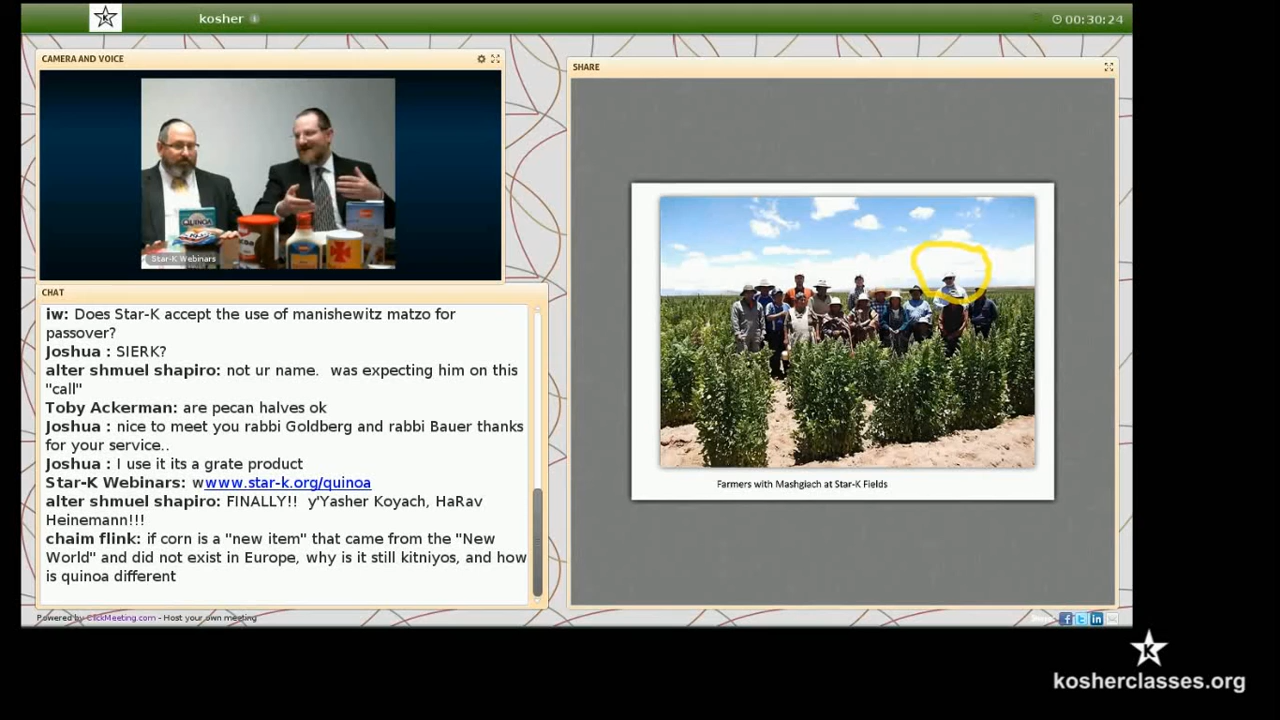 kosher
00:30:24
CAMERA AND VOICE
QUINOA
Star-K Webinars
CHAT
iw: Does Star-K accept the use of manishewitz matzo for
passover?
Joshua : SIERK?
alter shmuel shapiro: not ur name. was expecting him on this
"call"
Toby Ackerman: are pecan halves ok
Joshua : nice to meet you rabbi Goldberg and rabbi Bauer thanks
for your service..
Joshua : I use it its a grate product
Star-K Webinars: wwww.star-k.org/quinoa
alter shmuel shapiro: FINALLY!! y'Yasher Koyach, HaRav
Heinemann!!!
chaim flink: if corn is a "new item" that came from the "New
World" and did not exist in Europe, why is it still kitniyos, and how
is quinoa different
Powered by ClickMeeting.com - Host your own meeting
SHARE
Farmers with Mashgiach at Star-K Fields
K
kosherclasses.org